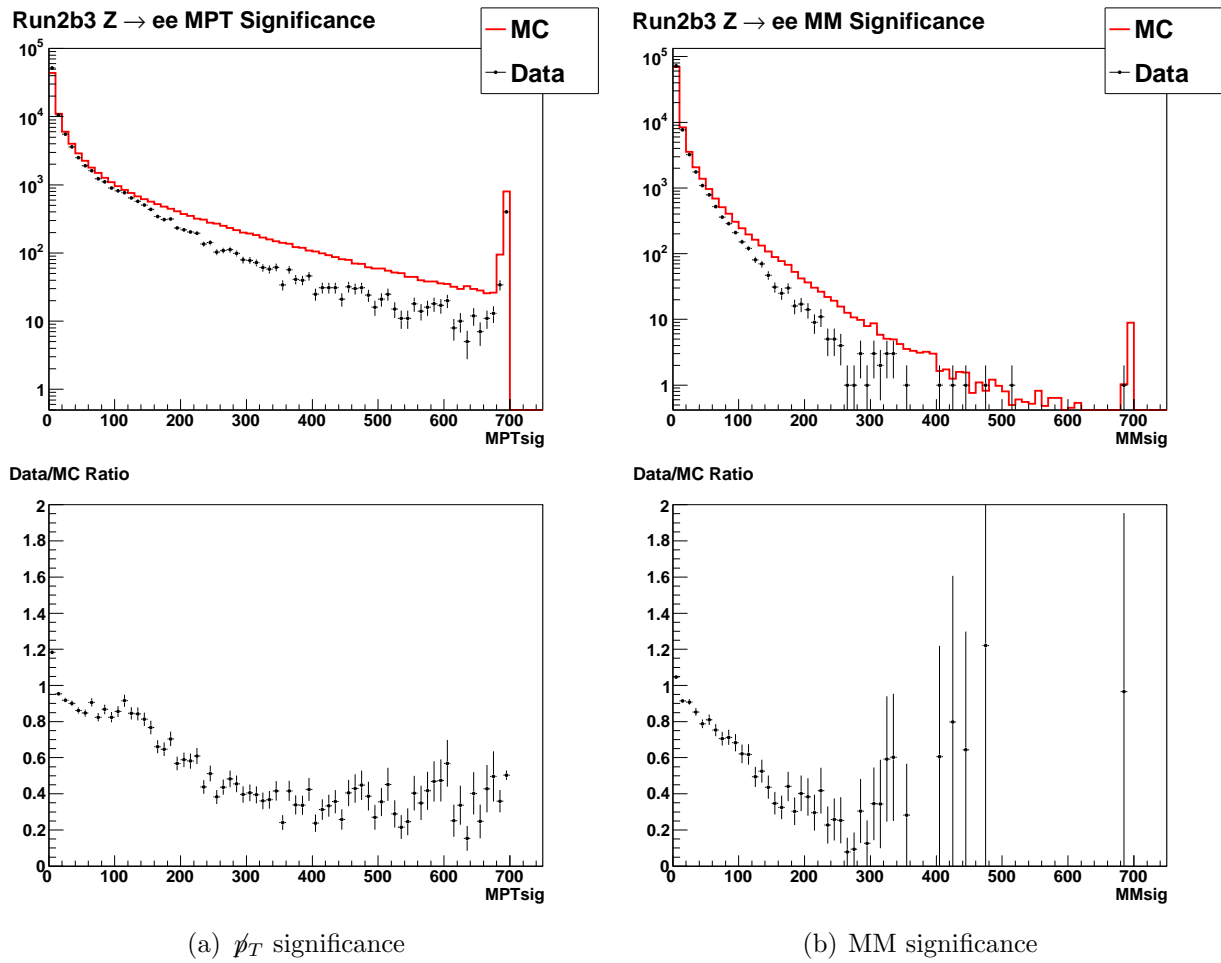 Run2b3 Z → ee MPT Significance
MC
Data
10^5
10^4
10^3
10^2
10
1
0 100 200 300 400 500 600 700
MPTsig
Run2b3 Z → ee MM Significance
MC
Data
10^5
10^4
10^3
10^2
10
1
0 100 200 300 400 500 600 700
MMsig
Data/MC Ratio
2
1.8
1.6
1.4
1.2
1
0.8
0.6
0.4
0.2
0
0 100 200 300 400 500 600 700
MPTsig
Data/MC Ratio
2
1.8
1.6
1.4
1.2
1
0.8
0.6
0.4
0.2
0
0 100 200 300 400 500 600 700
MMsig
(a) p̸_T significance
(b) MM significance